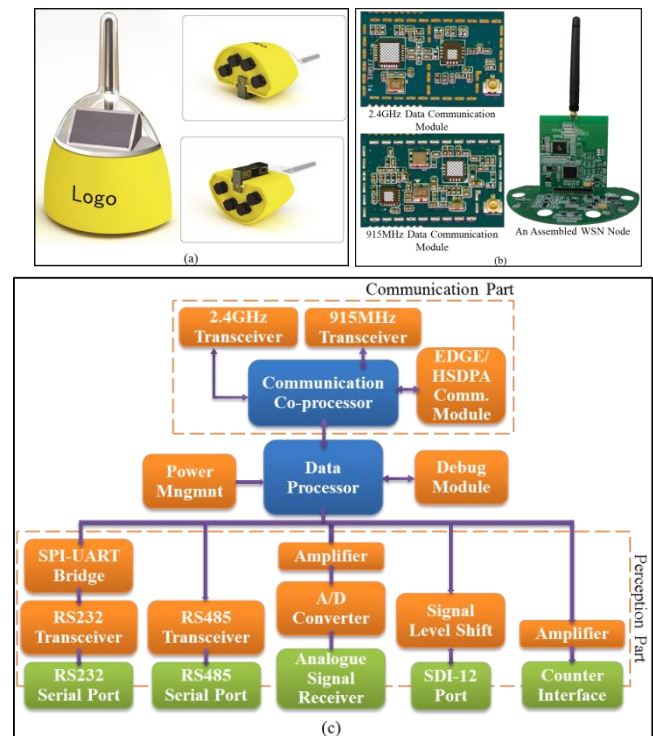 Logo
(a)
2.4GHz Data Communication
Module
915MHz Data Communication
Module
An Assembled WSN Node
(b)
Communication Part
2.4GHz
Transceiver
915MHz
Transceiver
Communication
Co-processor
EDGE/
HSDPA
Comm.
Module
Power
Mngmnt
Data
Processor
Debug
Module
Perception Part
SPI-UART
Bridge
Amplifier
RS232
Transceiver
RS485
Transceiver
A/D
Converter
Signal
Level Shift
Amplifier
RS232
Serial Port
RS485
Serial Port
Analogue
Signal
Receiver
SDI-12
Port
Counter
Interface
(c)